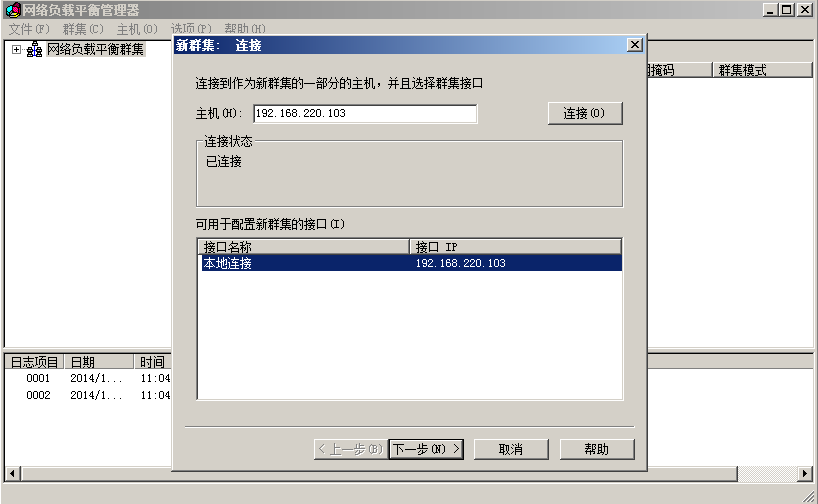 网络负载平衡管理器
文件(F) 群集(C) 主机(O) 选项(P) 帮助(H)
网络负载平衡群集
掩码 群集模式
新群集: 连接
连接到作为新群集的一部分的主机，并且选择群集接口
主机(H): 192.168.220.103 连接(O)
连接状态
已连接
可用于配置新群集的接口(I)
接口名称 接口 IP
本地连接 192.168.220.103
日志项目 日期 时间
0001 2014/1... 11:04
0002 2014/1... 11:04
< 上一步(B) 下一步(N) > 取消 帮助